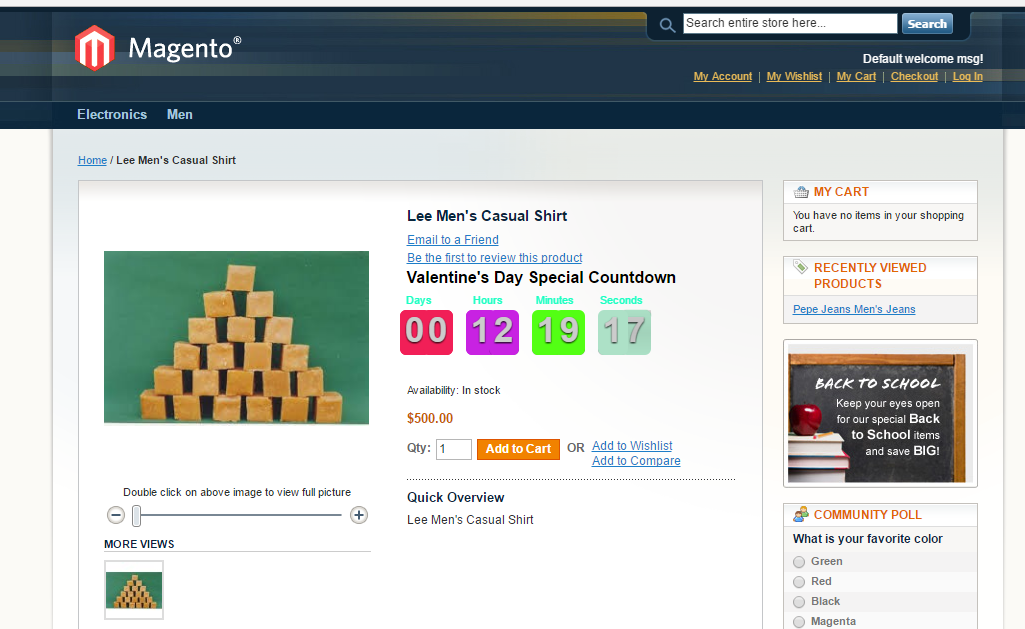 Magento®
Search entire store here...
Search
Default welcome msg!
My Account | My Wishlist | My Cart | Checkout | Log In
Electronics Men
Home / Lee Men's Casual Shirt
Lee Men's Casual Shirt
Email to a Friend
Be the first to review this product
Valentine's Day Special Countdown
Days Hours Minutes Seconds
00 12 19 17
Availability: In stock
$500.00
Qty: 1 Add to Cart OR Add to Wishlist
Add to Compare
Quick Overview
Lee Men's Casual Shirt
Double click on above image to view full picture
MORE VIEWS
MY CART
You have no items in your shopping
cart.
RECENTLY VIEWED
PRODUCTS
Pepe Jeans Men's Jeans
BACK TO SCHOOL
Keep your eyes open
for our special Back
to School items
and save BIG!
COMMUNITY POLL
What is your favorite color
Green
Red
Black
Magenta